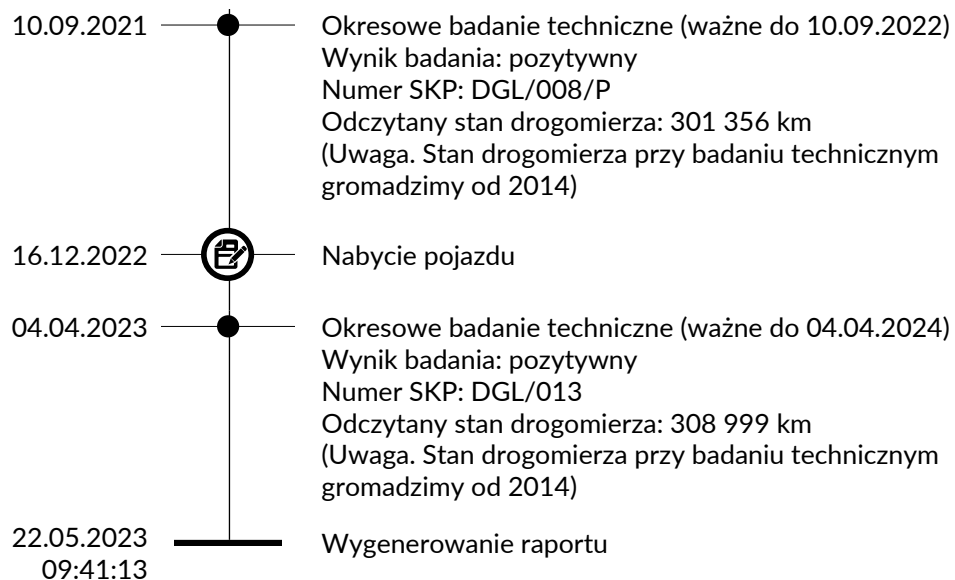 10.09.2021
Okresowe badanie techniczne (ważne do 10.09.2022)
Wynik badania: pozytywny
Numer SKP: DGL/008/P
Odczytany stan drogomierza: 301 356 km
(Uwaga. Stan drogomierza przy badaniu technicznym
gromadzimy od 2014)
16.12.2022
Nabycie pojazdu
04.04.2023
Okresowe badanie techniczne (ważne do 04.04.2024)
Wynik badania: pozytywny
Numer SKP: DGL/013
Odczytany stan drogomierza: 308 999 km
(Uwaga. Stan drogomierza przy badaniu technicznym
gromadzimy od 2014)
22.05.2023
09:41:13
Wygenerowanie raportu